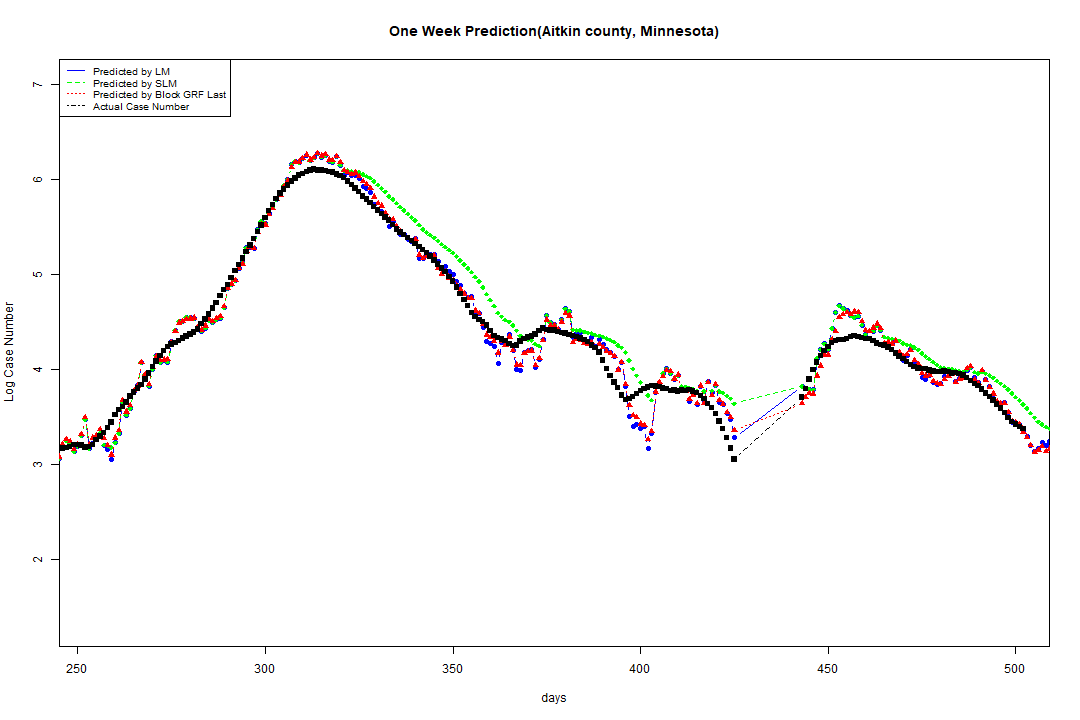 One Week Prediction(Aitkin county, Minnesota)
Predicted by LM
Predicted by SLM
Predicted by Block GRF Last
Actual Case Number
Log Case Number
7
6
5
4
3
2
250 300 350 400 450 500
days